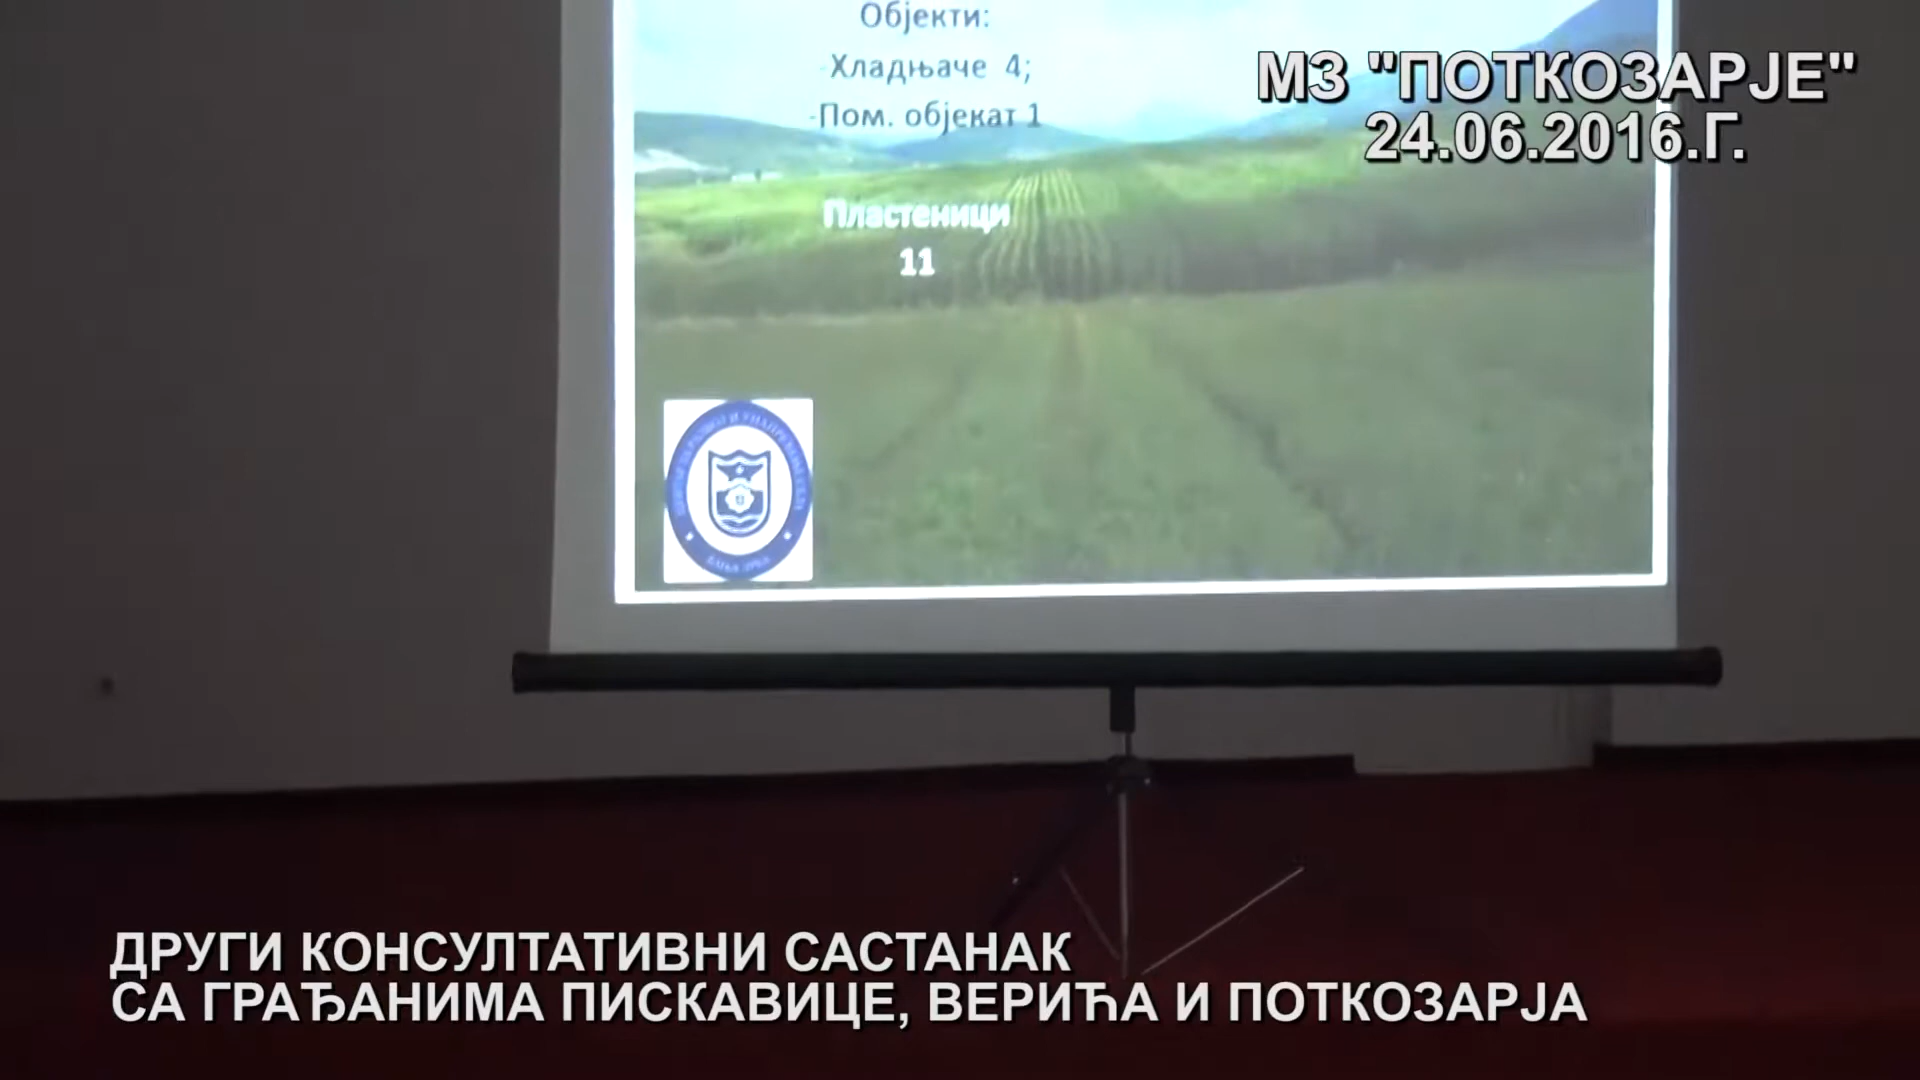 Објекти:
-Хладњаче 4;
-Пом. објекат 1
Пластеници
11
МЗ "ПОТКОЗАРЈЕ"
24.06.2016.Г.
ДРУГИ КОНСУЛТАТИВНИ САСТАНАК
СА ГРАЂАНИМА ПИСКАВИЦЕ, ВЕРИЋА И ПОТКОЗАРЈА